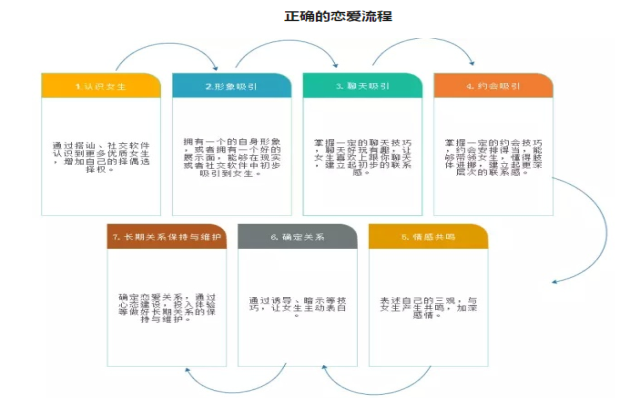 正确的恋爱流程
1. 认识女生
2. 形象吸引
3. 聊天吸引
4. 约会吸引
通过搭讪、社交软件
认识到更多优质女生
,增加自己的择偶选
择权。
拥有一个的自身形象
,或者拥有一个好的
展示面,能够在现实
或者社交软件中初步
吸引到女生。
掌握一定的聊天技巧
,聊天好玩有趣,让
女生喜欢上跟你聊天
,建立起初步的联系
感。
掌握一定的约会技巧
,约会安排得当,能
够带领女生,懂得肢
体进挪,建立起更深
层次的联系感。
7. 长期关系保持与维护
6. 确定关系
5. 情感共鸣
确定恋爱关系,通过
心态建设,投入体验
等做好长期关系的保
持与维护。
通过诱导、暗示等技
巧,让女生主动表白
。
表述自己的三观,与
女生产生共鸣,加深
感情。